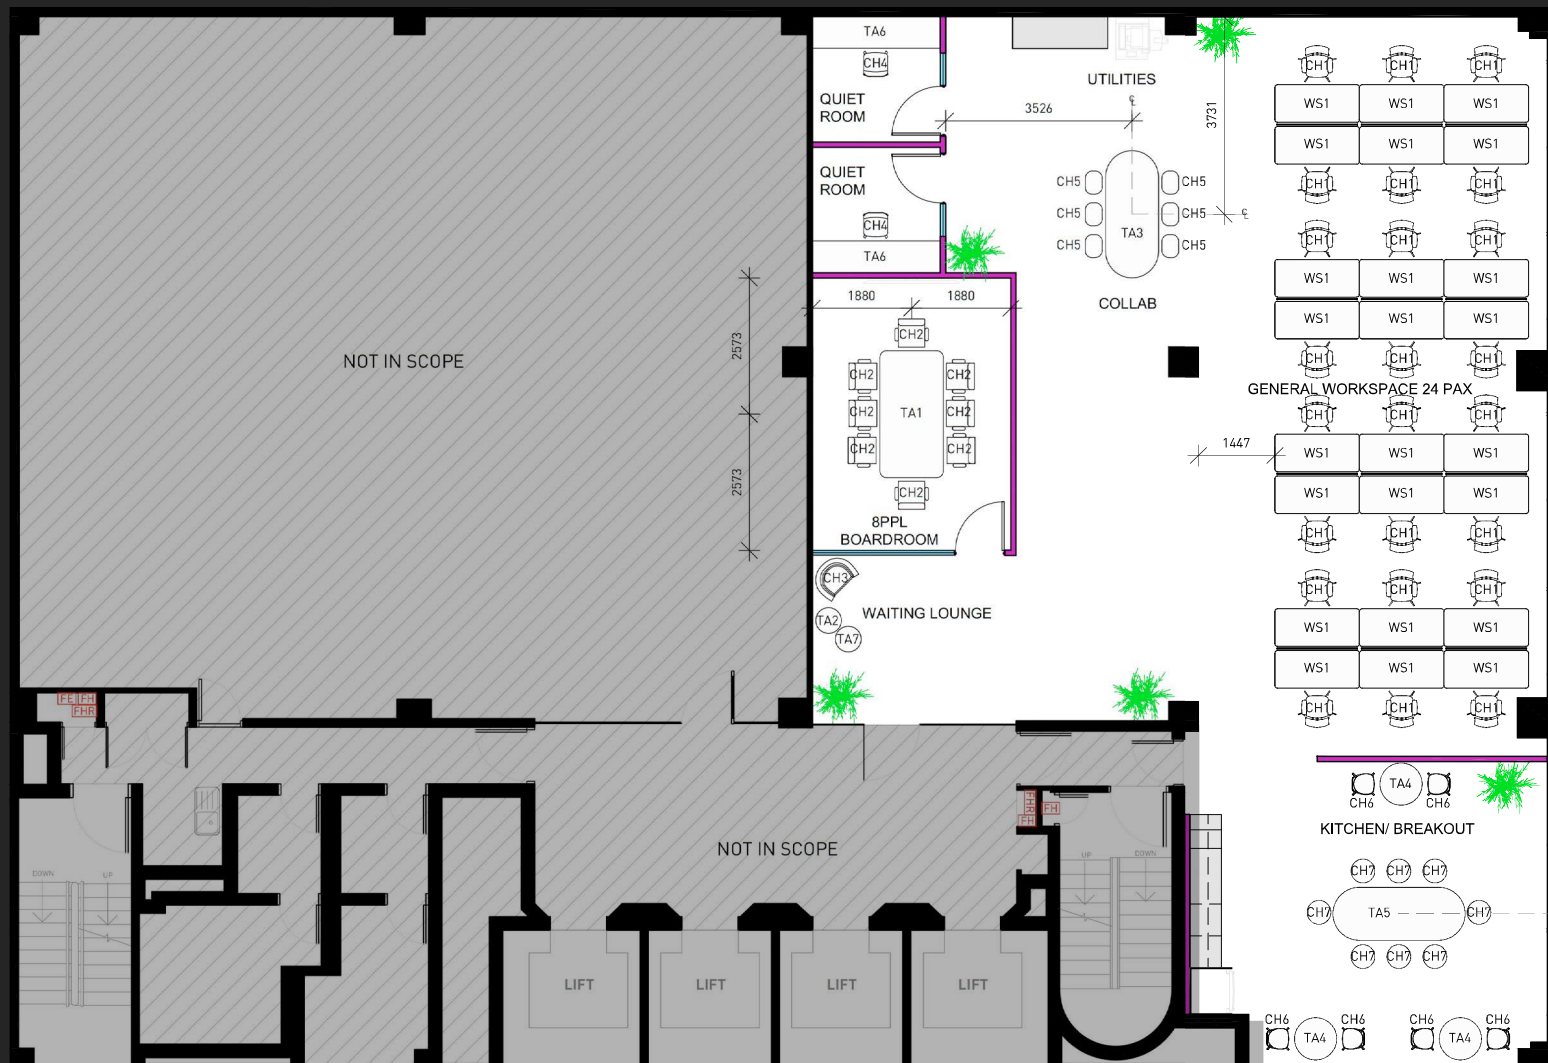 TA6
CH4
QUIET
ROOM
QUIET
ROOM
CH4
TA6
UTILITIES
3526
3731
CH5
CH5
CH5
CH5
CH5
CH5
TA3
COLLAB
CH1 CH1 CH1
WS1 WS1 WS1
WS1 WS1 WS1
CH1 CH1 CH1
CH1 CH1 CH1
WS1 WS1 WS1
WS1 WS1 WS1
CH1 CH1 CH1
GENERAL WORKSPACE 24 PAX
CH1 CH1 CH1
WS1 WS1 WS1
WS1 WS1 WS1
CH1 CH1 CH1
CH1 CH1 CH1
WS1 WS1 WS1
WS1 WS1 WS1
CH1 CH1 CH1
1447
1880 1880
2573
2573
NOT IN SCOPE
CH2
CH2 CH2
CH2 TA1 CH2
CH2 CH2
CH2
8PPL
BOARDROOM
CH3
TA2
TA7
WAITING LOUNGE
FE FH
FHR
FHR
FH
FH
DOWN UP
UP DOWN
NOT IN SCOPE
LIFT LIFT LIFT LIFT
TA4
CH6 CH6
KITCHEN/ BREAKOUT
CH7 CH7 CH7
CH7 TA5 CH7
CH7 CH7 CH7
CH6 CH6 CH6 CH6
TA4 TA4